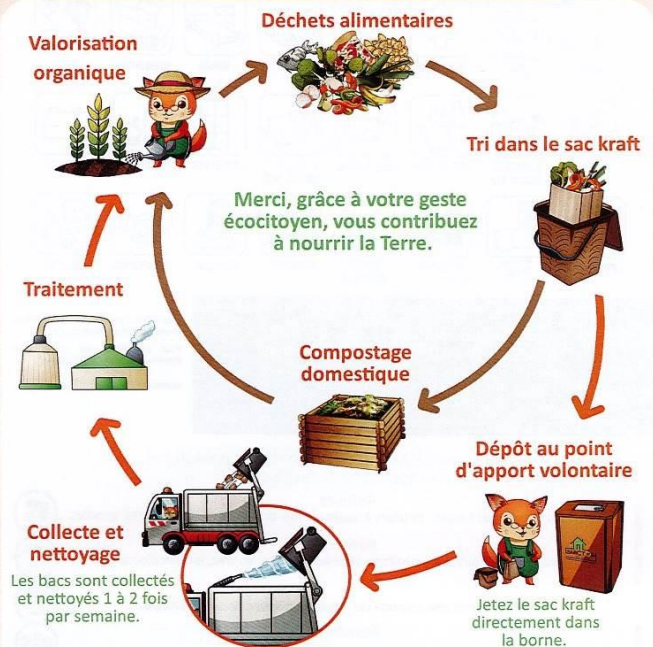 Déchets alimentaires
Valorisation
organique
Tri dans le sac kraft
Merci, grâce à votre geste
écocitoyen, vous contribuez
à nourrir la Terre.
Traitement
Compostage
domestique
Dépôt au point
d'apport volontaire
Collecte et
nettoyage
Les bacs sont collectés
et nettoyés 1 à 2 fois
par semaine.
Jetez le sac kraft
directement dans
la borne.